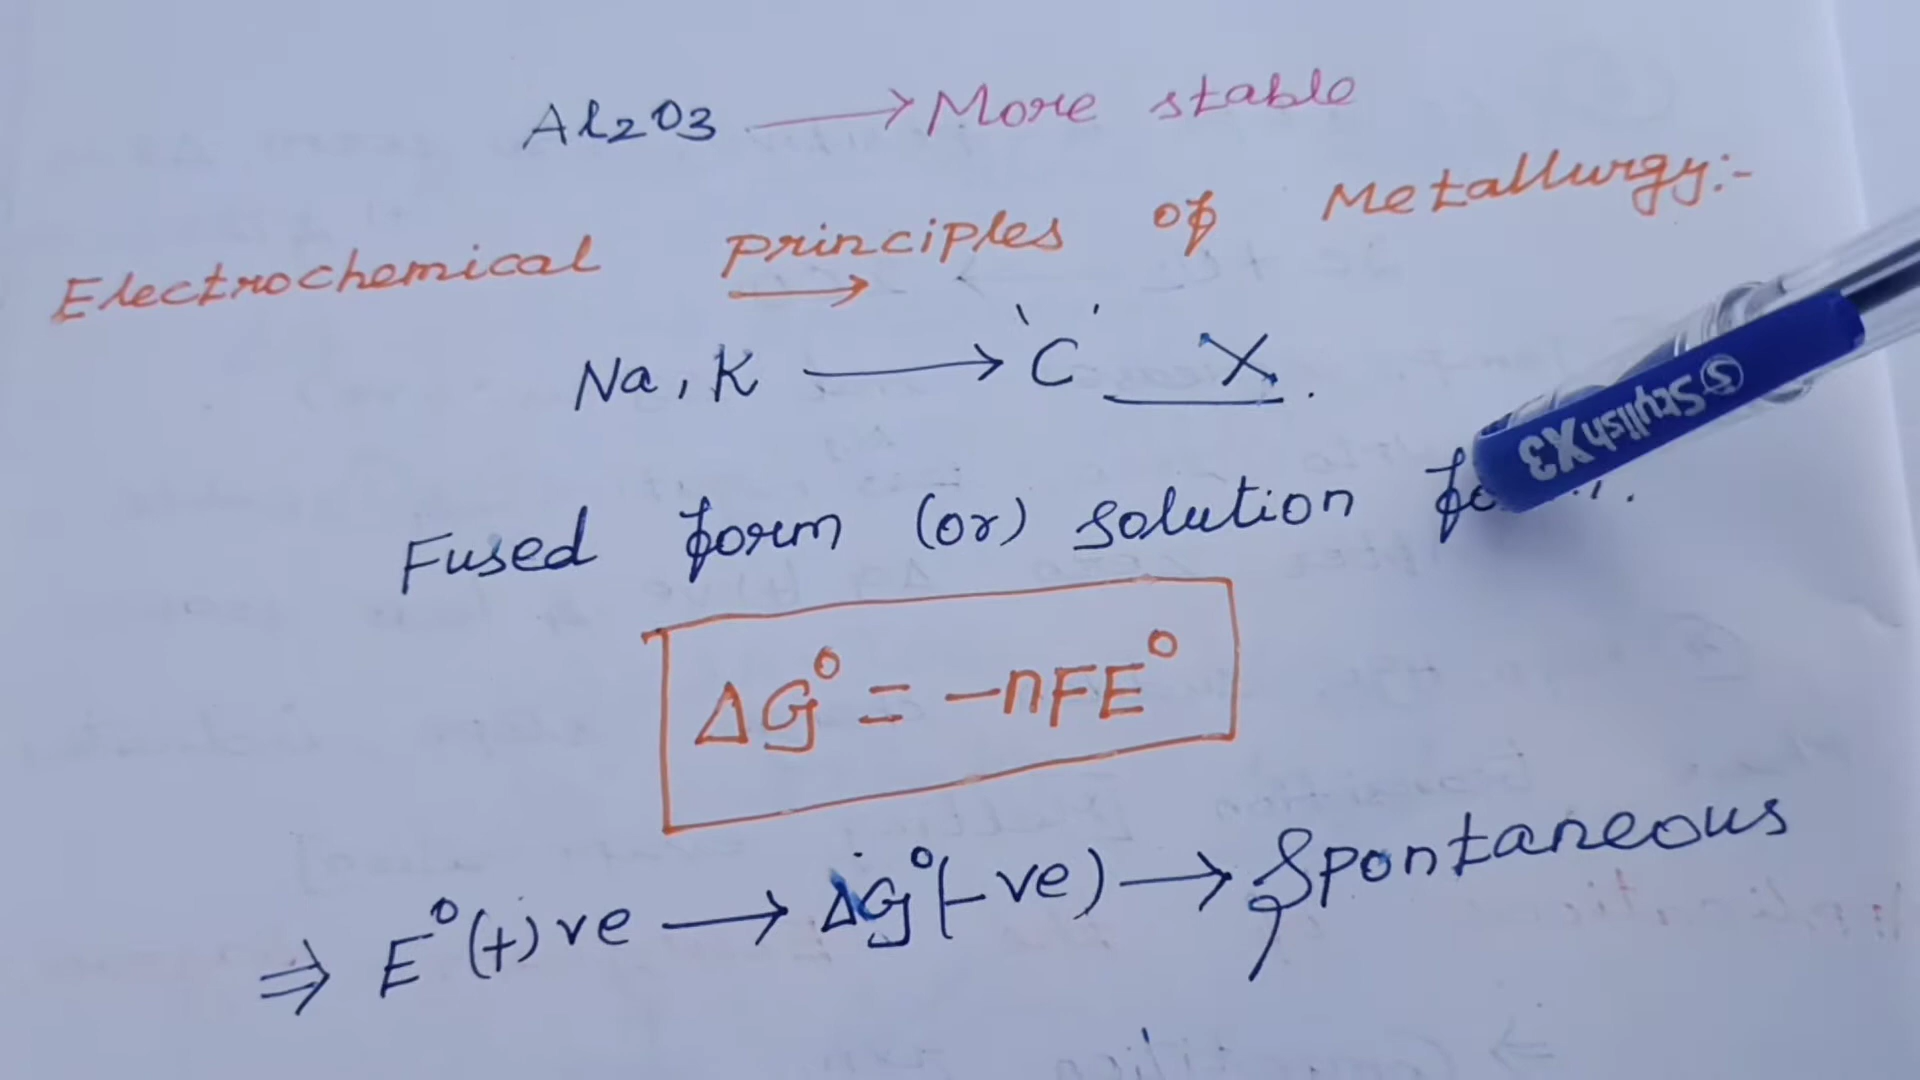 Al2O3 → More stable
Electrochemical principles of Metallurgy:-
Na, K → 'C' X.
Fused form (or) solution
ΔG° = -nFE°
⇒ E°(+)ve → ΔG°(-ve) → Spontaneous
Stylish X3